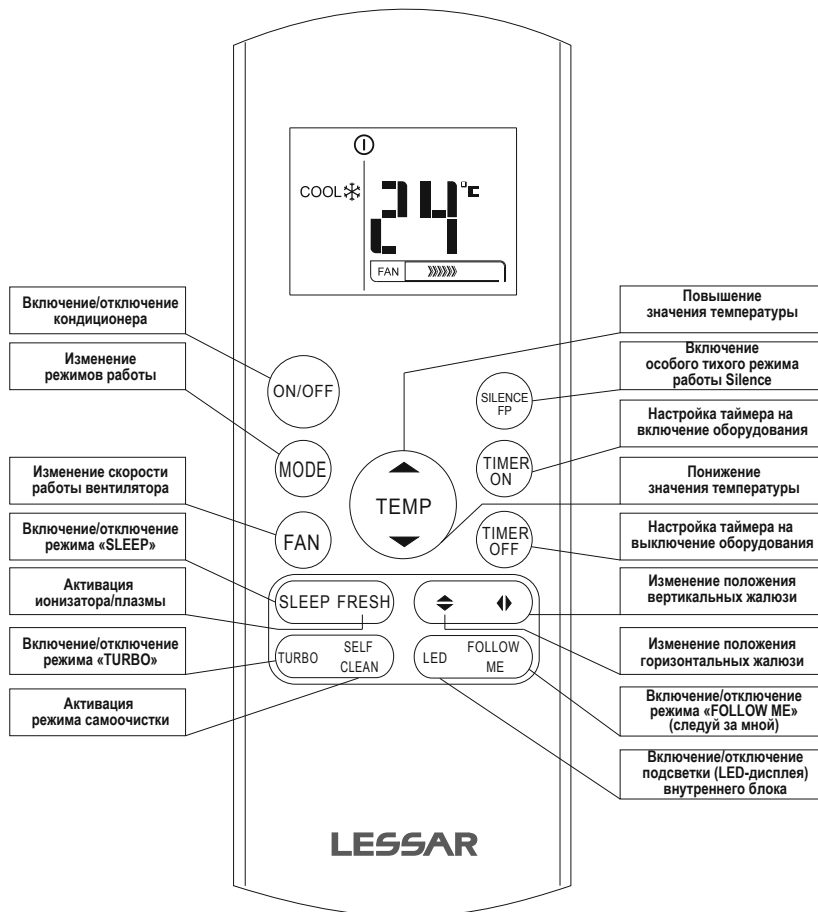 COOL
24°C
FAN
Включение/отключение
кондиционера
Изменение
режимов работы
Изменение скорости
работы вентилятора
Включение/отключение
режима «SLEEP»
Активация
ионизатора/плазмы
Включение/отключение
режима «TURBO»
Активация
режима самоочистки
ON/OFF
MODE
FAN
TEMP
SILENCE
FP
TIMER
ON
TIMER
OFF
SLEEP FRESH
TURBO
SELF
CLEAN
LED
FOLLOW
ME
LESSAR
Повышение
значения температуры
Включение
особого тихого режима
работы Silence
Настройка таймера на
включение оборудования
Понижение
значения температуры
Настройка таймера на
выключение оборудования
Изменение положения
вертикальных жалюзи
Изменение положения
горизонтальных жалюзи
Включение/отключение
режима «FOLLOW ME»
(следуй за мной)
Включение/отключение
подсветки (LED-дисплея)
внутреннего блока